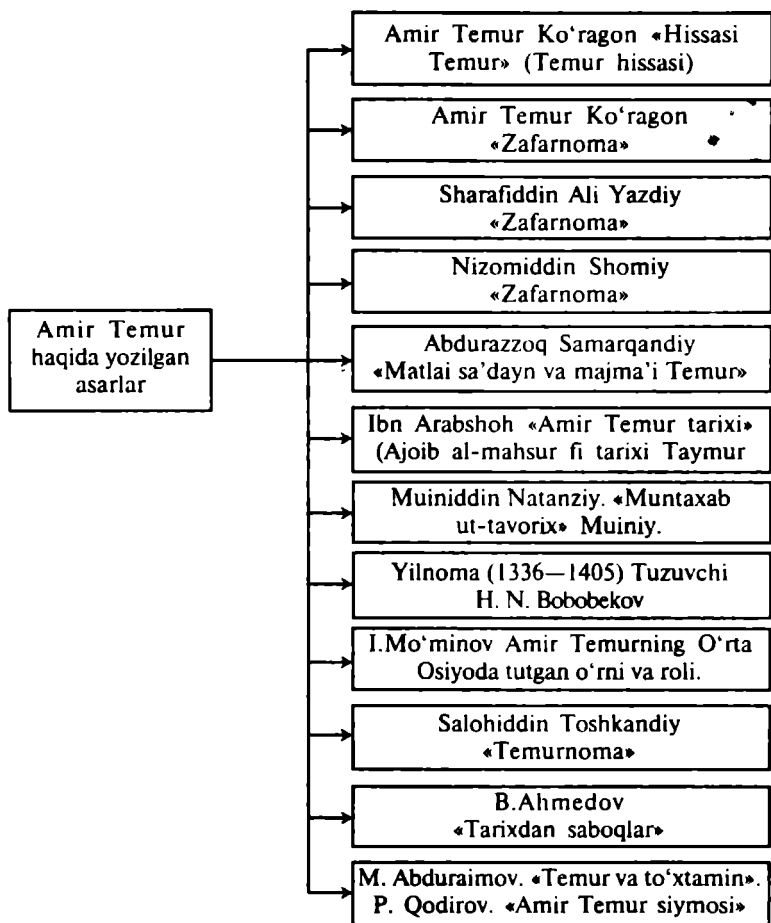 Amir Temur
haqida yozilgan
asarlar
Amir Temur Ko‘ragon «Hissasi
Temur» (Temur hissasi)
Amir Temur Ko‘ragon
«Zafarnoma»
Sharafiddin Ali Yazdiy
«Zafarnoma»
Nizomiddin Shomiy
«Zafarnoma»
Abdurazzoq Samarqandiy
«Matlai sa’dayn va majma’i Temur»
Ibn Arabshoh «Amir Temur tarixi»
(Ajoib al-mahsur fi tarixi Taymur
Muiniddin Natanziy. «Muntaxab
ut-tavorix» Muiniy.
Yilnoma (1336—1405) Tuzuvchi
H. N. Bobobekov
I.Mo‘minov Amir Temurning O‘rta
Osiyoda tutgan o‘rni va roli.
Salohiddin Toshkandiy
«Temurnoma»
B.Ahmedov
«Tarixdan saboqlar»
M. Abduraimov. «Temur va to‘xtamin».
P. Qodirov. «Amir Temur siymosi»